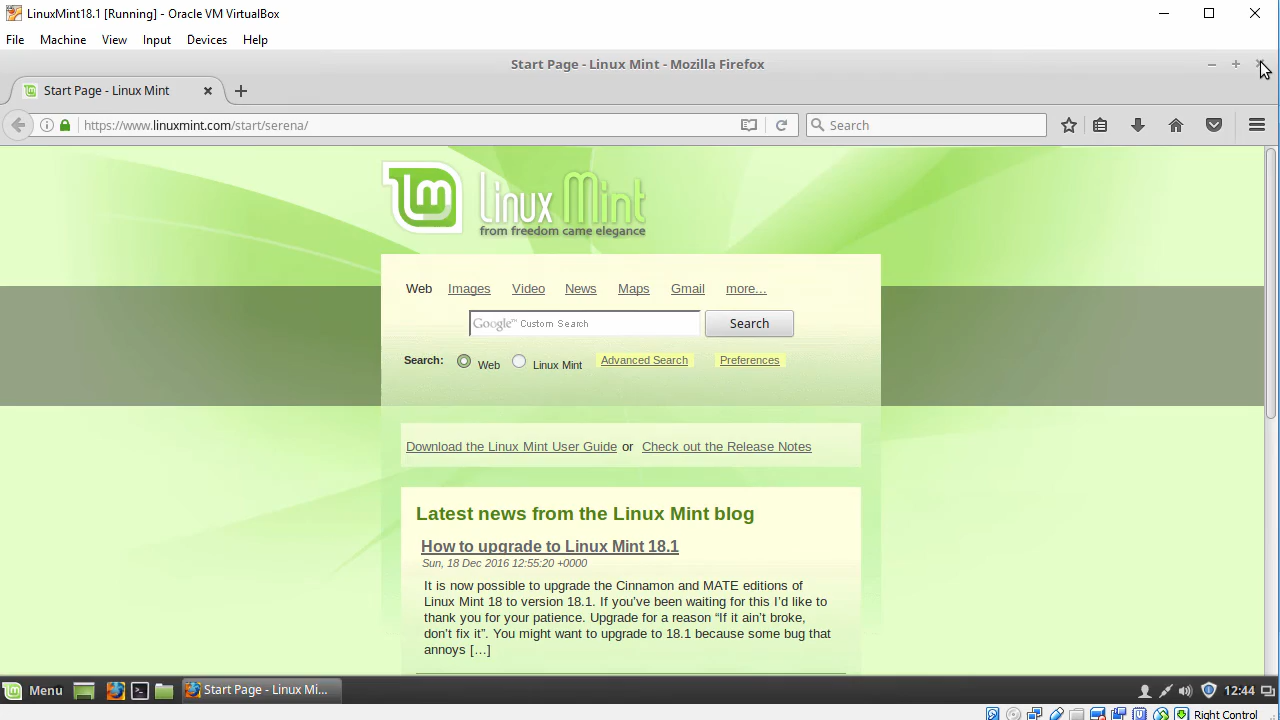 LinuxMint18.1 [Running] - Oracle VM VirtualBox
File Machine View Input Devices Help
Start Page - Linux Mint - Mozilla Firefox
Start Page - Linux Mint
https://www.linuxmint.com/start/serena/
Search
Linux Mint
from freedom came elegance
Web Images Video News Maps Gmail more...
Google™ Custom Search Search
Search: Web Linux Mint Advanced Search Preferences
Download the Linux Mint User Guide or Check out the Release Notes
Latest news from the Linux Mint blog
How to upgrade to Linux Mint 18.1
Sun, 18 Dec 2016 12:55:20 +0000
It is now possible to upgrade the Cinnamon and MATE editions of
Linux Mint 18 to version 18.1. If you’ve been waiting for this I’d like to
thank you for your patience. Upgrade for a reason “If it ain’t broke,
don’t fix it”. You might want to upgrade to 18.1 because some bug that
annoys […]
Menu Start Page - Linux Mi... 12:44
Right Control